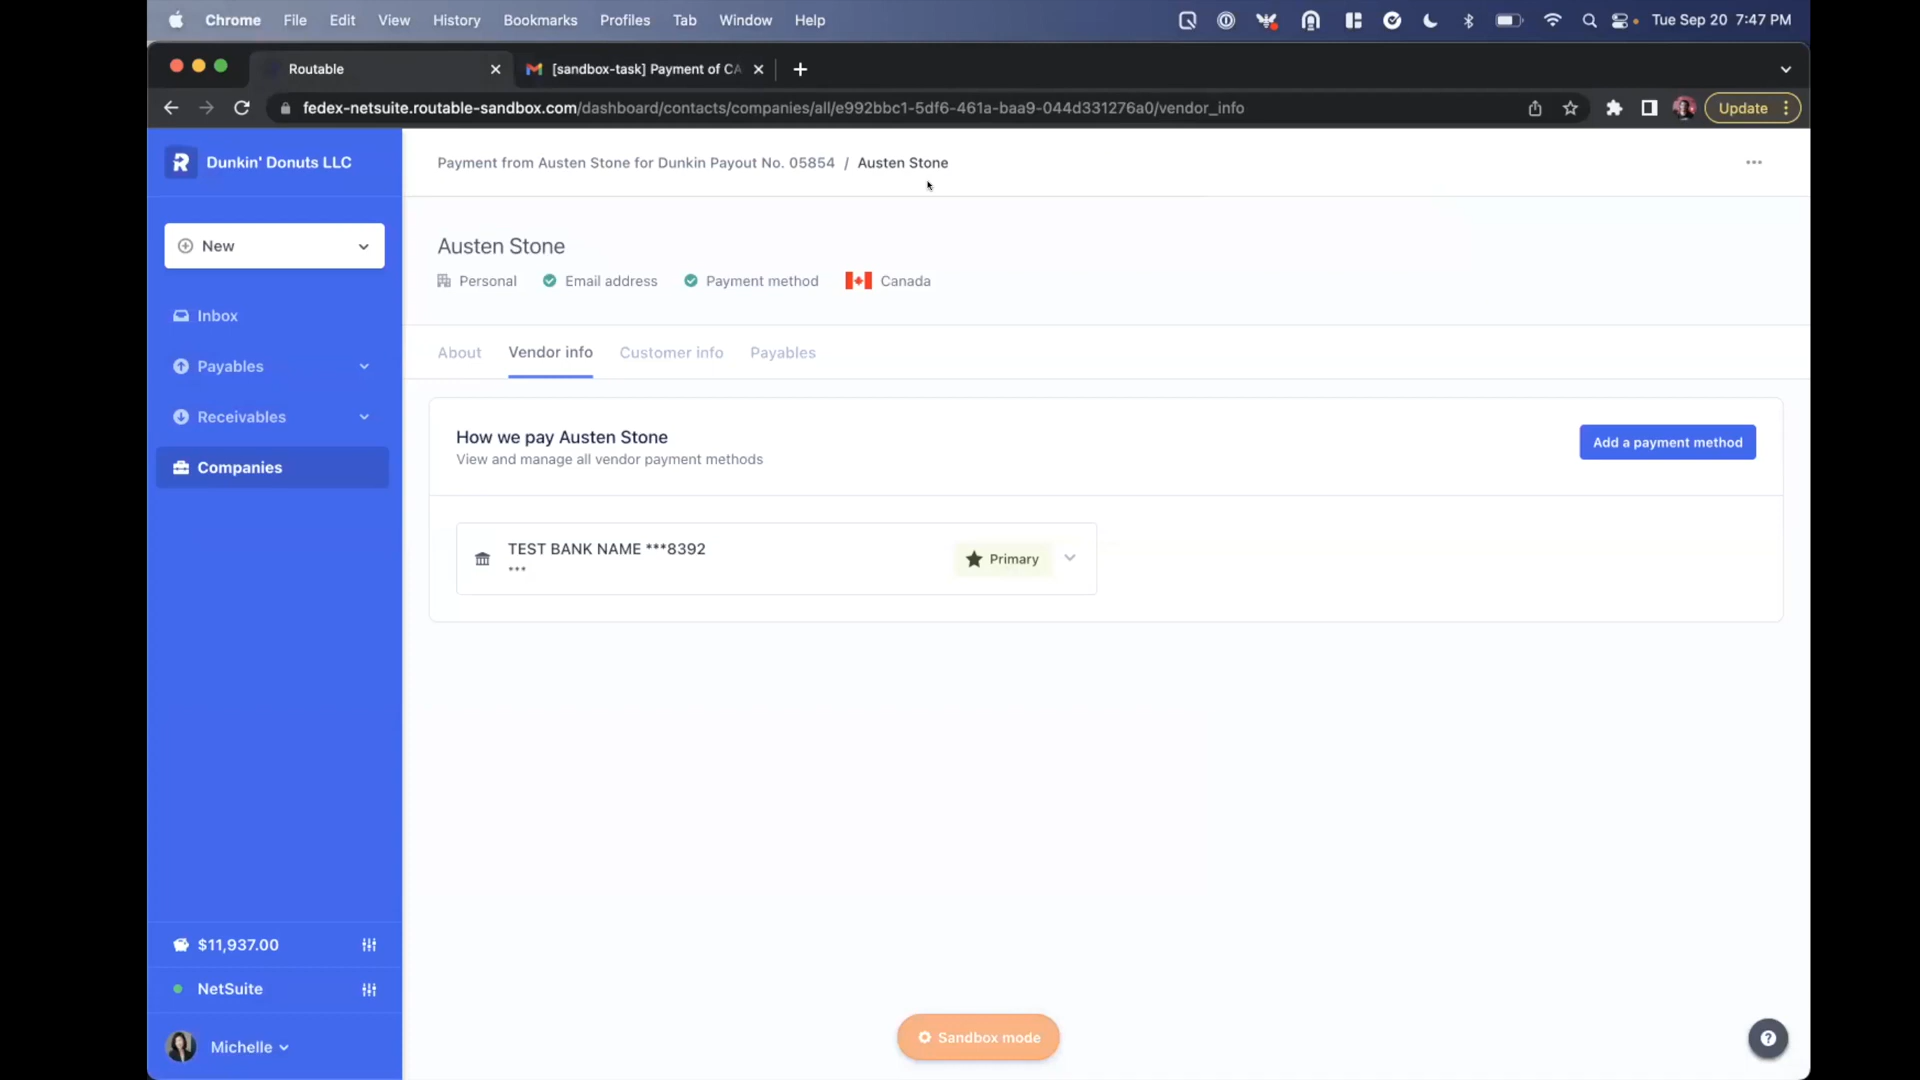 Chrome File Edit View History Bookmarks Profiles Tab Window Help Tue Sep 20 7:47 PM
Routable [sandbox-task] Payment of CA
fedex-netsuite.routable-sandbox.com/dashboard/contacts/companies/all/e992bbc1-5df6-461a-baa9-044d331276a0/vendor_info Update
Dunkin' Donuts LLC
Payment from Austen Stone for Dunkin Payout No. 05854 / Austen Stone
New
Inbox
Payables
Receivables
Companies
Austen Stone
Personal Email address Payment method Canada
About Vendor info Customer info Payables
How we pay Austen Stone
View and manage all vendor payment methods
Add a payment method
TEST BANK NAME ***8392
***
Primary
$11,937.00
NetSuite
Michelle
Sandbox mode